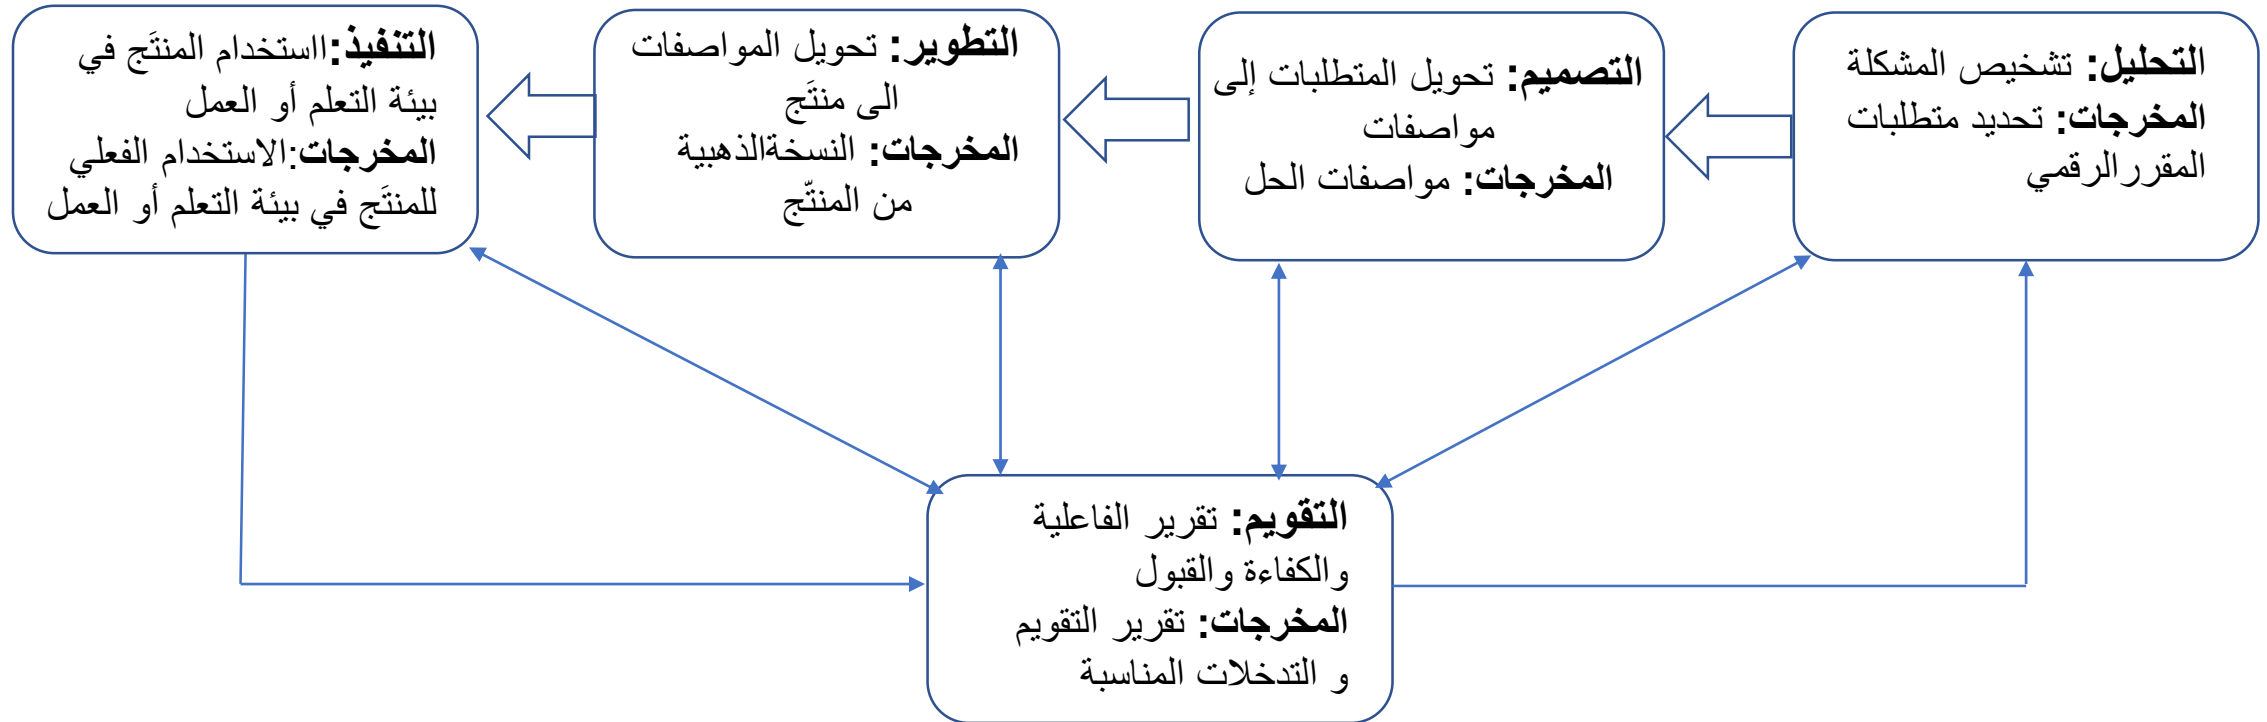 التحليل: تشخيص المشكلة
المخرجات: تحديد متطلبات
المقررالرقمي
التصميم: تحويل المتطلبات إلى
مواصفات
المخرجات: مواصفات الحل
التطوير: تحويل المواصفات
الى منتَج
المخرجات: النسخةالذهبية
من المنتّج
التنفيذ:ااستخدام المنتَج في
بيئة التعلم أو العمل
المخرجات:الاستخدام الفعلي
للمنتَج في بيئة التعلم أو العمل
التقويم: تقرير الفاعلية
والكفاءة والقبول
المخرجات: تقرير التقويم
و التدخلات المناسبة